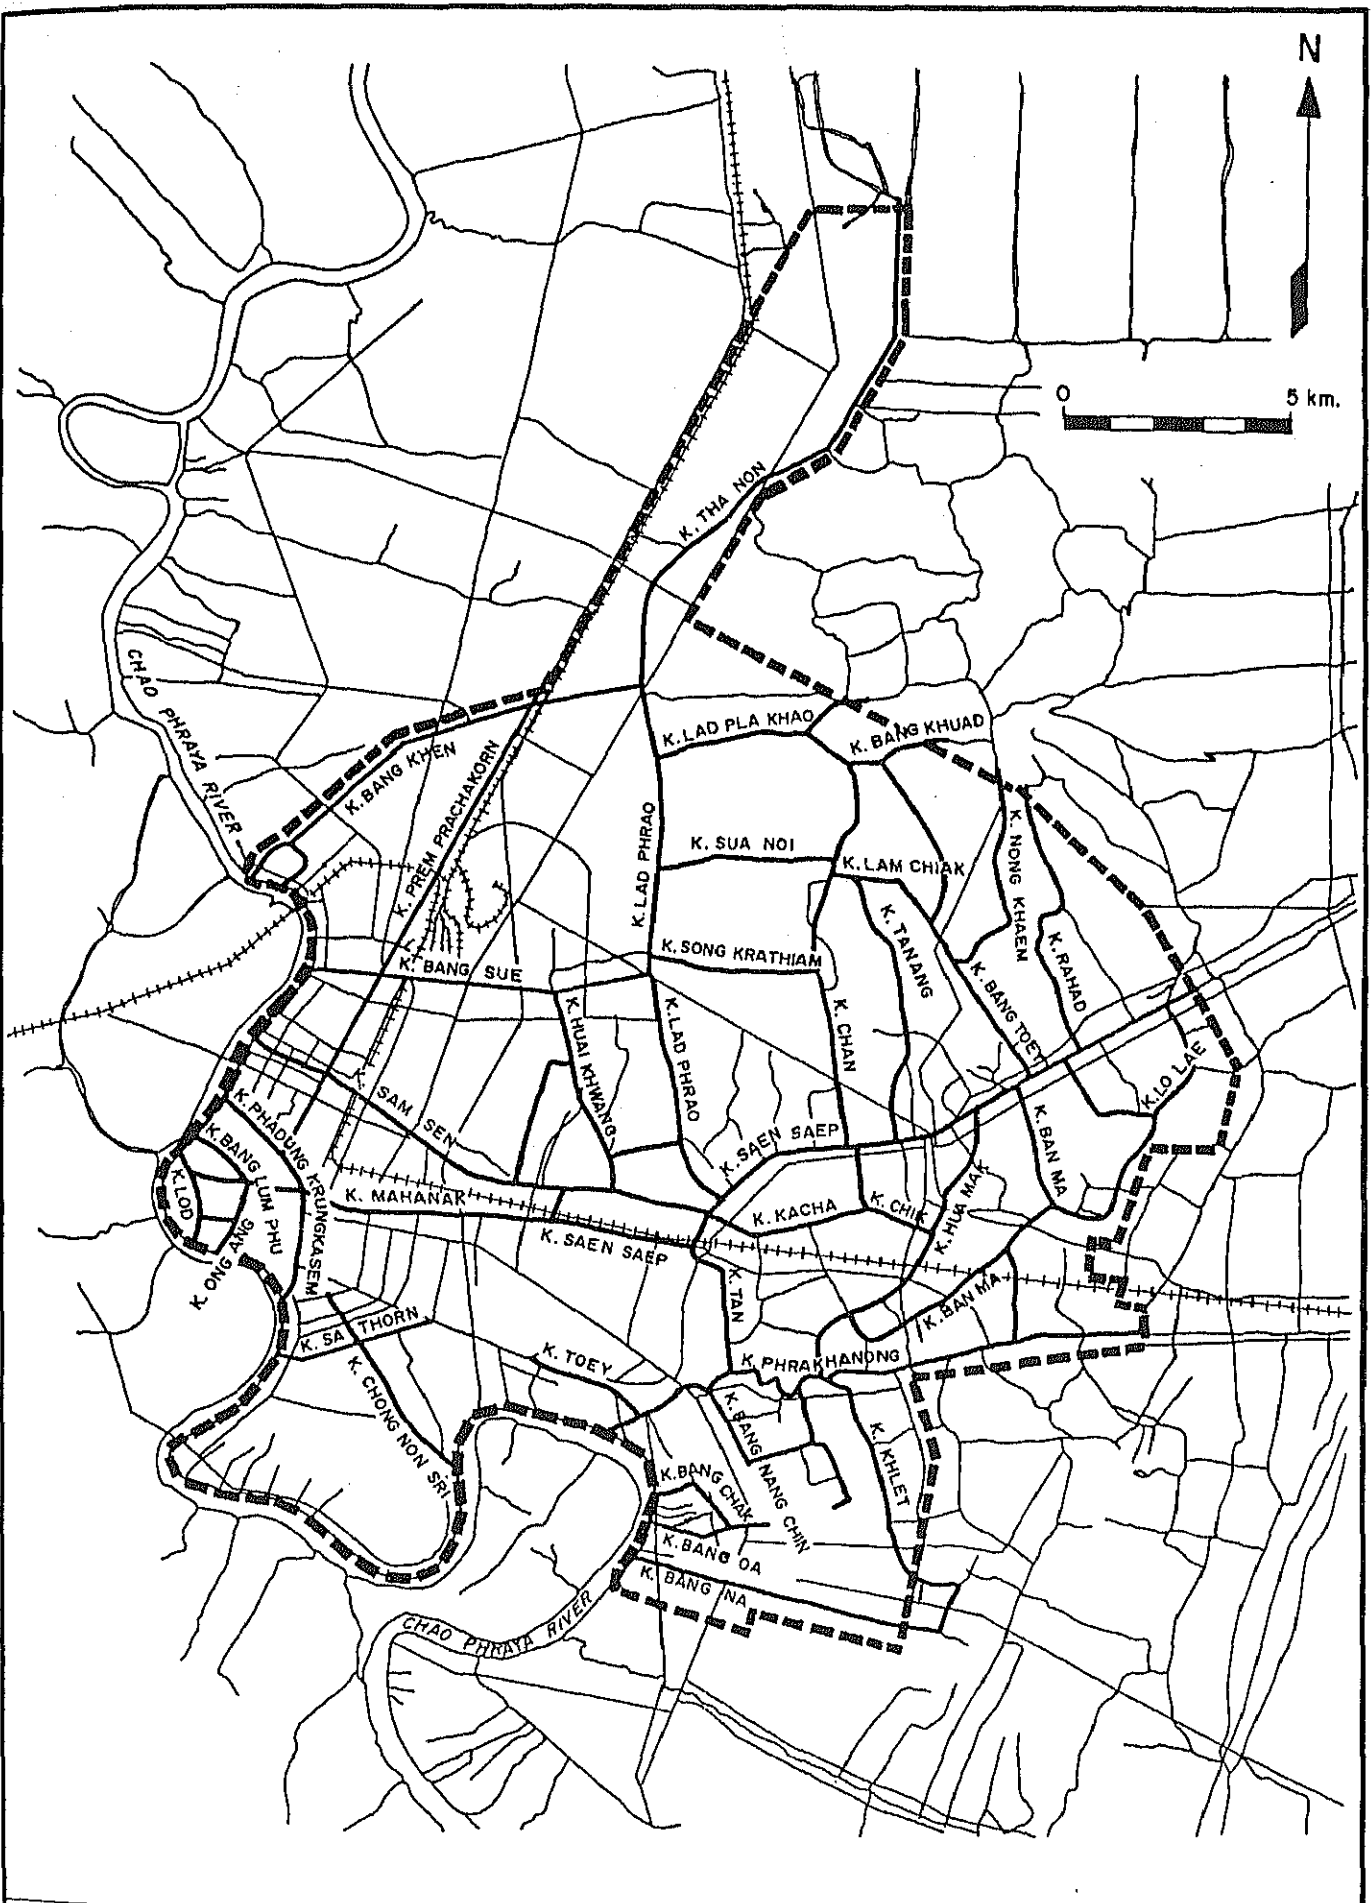 N
0 5 km.
K. THA NON
CHAO PHRAYA RIVER
K. LAD PLA KHAO
K. BANG KHUAD
K. BANG KHEN
K. PREM PRACHAKORN
K. LAD PHRAO
K. SUA NOI
K. LAM CHIAK
K. NONG KHAEM
K. TANANG
K. RAHAD
K. SONG KRATHIAM
K. BANG SUE
K. BANG TOEY
K. HUAI KHWANG
K. LAD PHRAO
K. CHAN
K. LO LAE
K. SAM SEN
K. PHADUNG KRUNGKASEM
K. BANG LUM PHU
K. SAEN SAEP
K. BAN MA
K. LOD
K. MAHANAK
K. KACHA
K. CHIK
K. HUA MAK
K. ONG ANG
K. SAEN SAEP
K. TAN
K. BAN MA
K. SA THORN
K. TOEY
K. PHRAKHANONG
K. CHONG NON SRI
K. BANG NANG CHIN
K. KHLET
K. BANG CHAK
K. BANG OA
K. BANG NA
CHAO PHRAYA RIVER